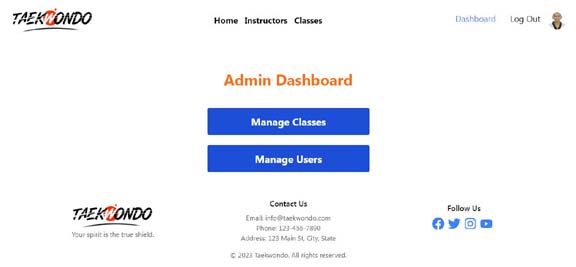 TAEKWONDO
Home Instructors Classes
Dashboard Log Out
Admin Dashboard
Manage Classes
Manage Users
TAEKWONDO
Your spirit is the true shield.
Contact Us
Email: info@taekwondo.com
Phone: 123-456-7890
Address: 123 Main St, City, State
Follow Us
© 2023 Taekwondo. All rights reserved.